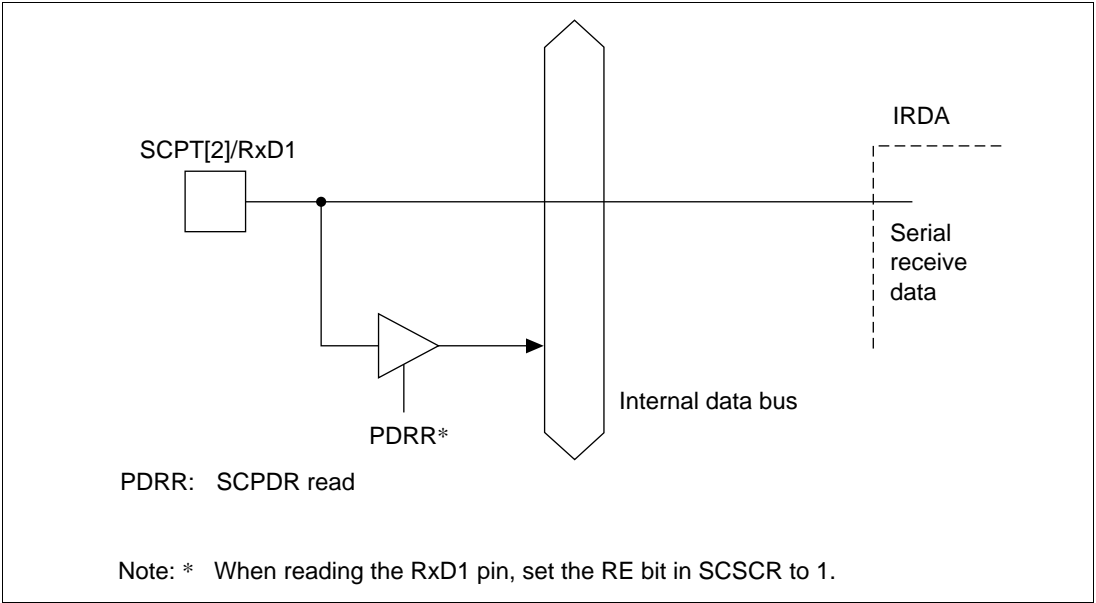 IRDA
SCPT[2]/RxD1
Serial
receive
data
Internal data bus
PDRR*
PDRR: SCPDR read
Note: * When reading the RxD1 pin, set the RE bit in SCSCR to 1.